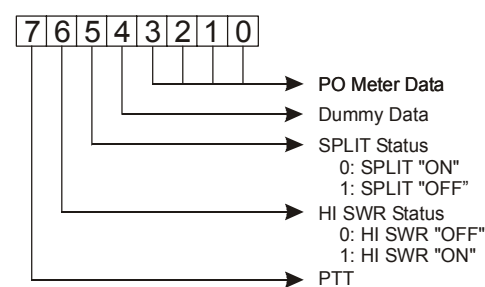 7 6 5 4 3 2 1 0
PO Meter Data
Dummy Data
SPLIT Status
0: SPLIT "ON"
1: SPLIT "OFF”
HI SWR Status
0: HI SWR "OFF"
1: HI SWR "ON"
PTT